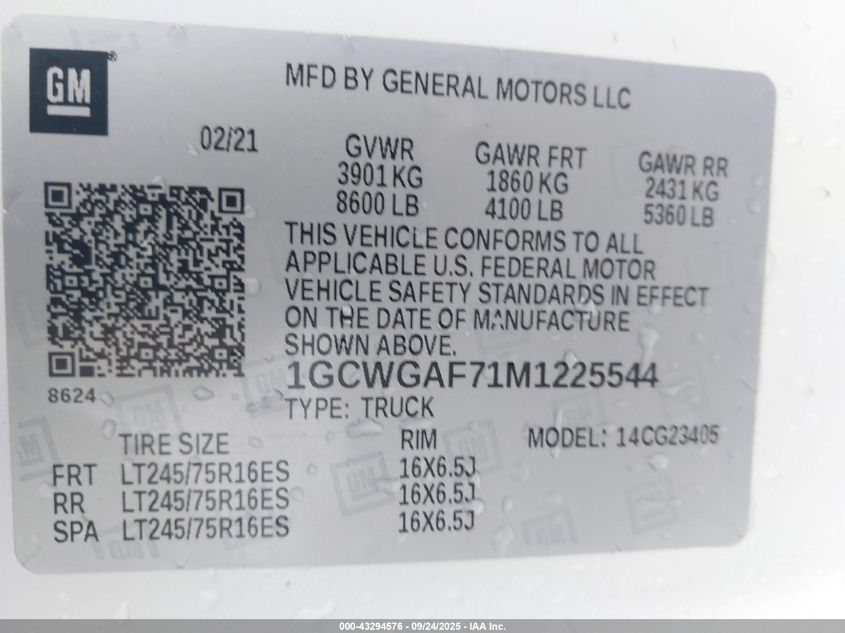 GM®
MFD BY GENERAL MOTORS LLC
02/21
GVWR GAWR FRT GAWR RR
3901 KG 1860 KG 2431 KG
8600 LB 4100 LB 5360 LB
THIS VEHICLE CONFORMS TO ALL
APPLICABLE U.S. FEDERAL MOTOR
VEHICLE SAFETY STANDARDS IN EFFECT
ON THE DATE OF MANUFACTURE
SHOWN ABOVE.
1GCWGAF71M1225544
8624
TYPE: TRUCK
TIRE SIZE RIM MODEL: 14CG23405
FRT LT245/75R16ES 16X6.5J
RR LT245/75R16ES 16X6.5J
SPA LT245/75R16ES 16X6.5J
000-43294576 - 09/24/2025 - IAA Inc.